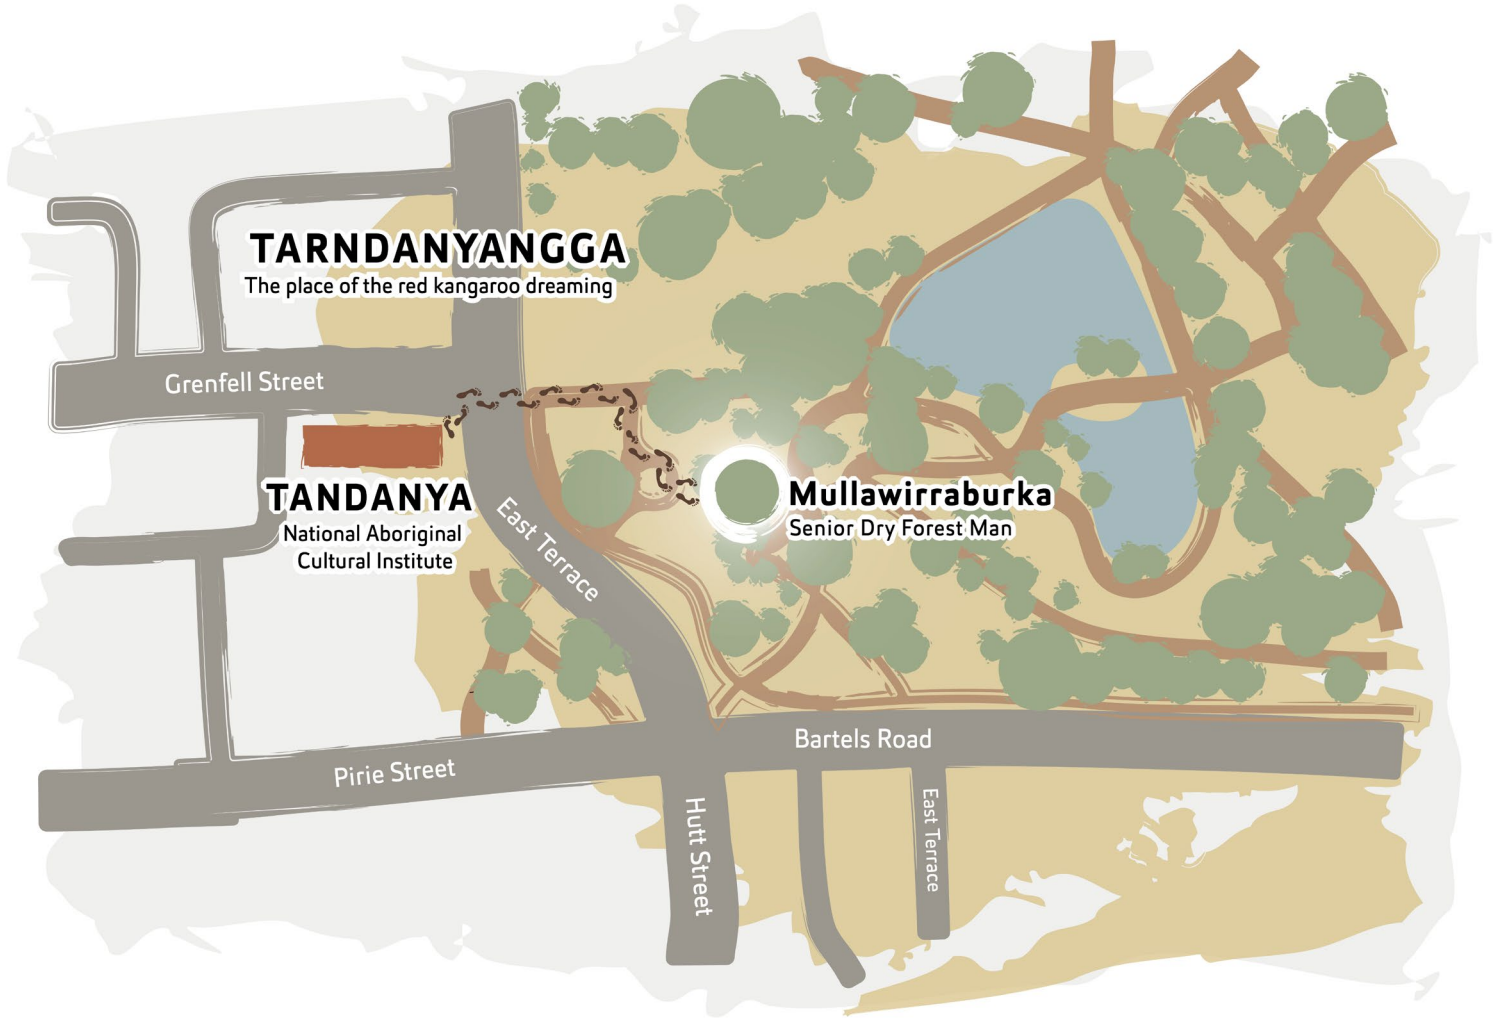 TARNDANYANGGA
The place of the red kangaroo dreaming
Grenfell Street
TANDANYA
National Aboriginal
Cultural Institute
East Terrace
Mullawirraburka
Senior Dry Forest Man
Bartels Road
Pirie Street
Hutt Street
East Terrace